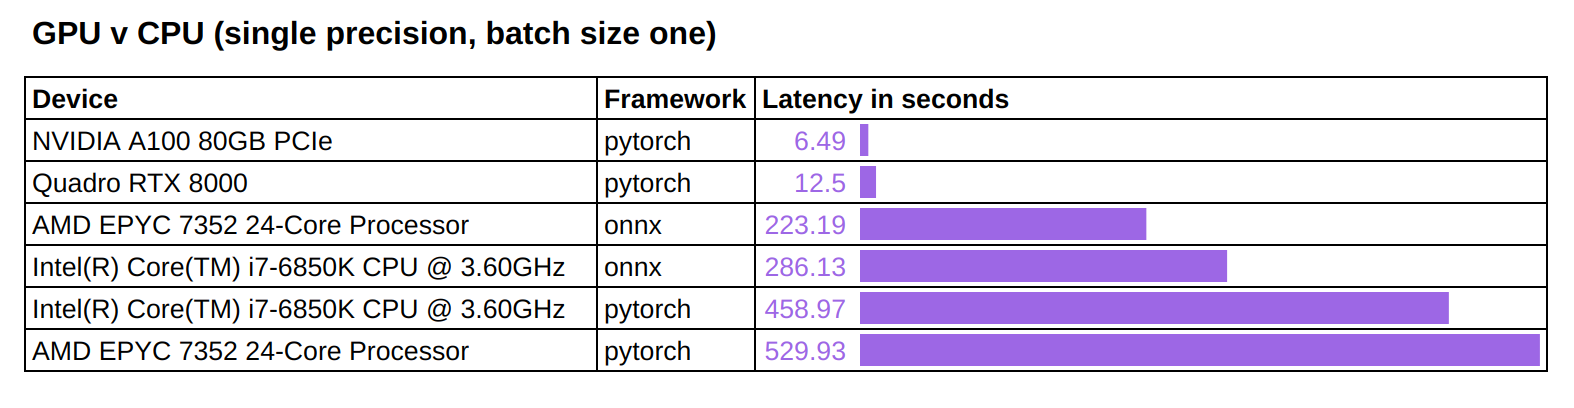 GPU v CPU (single precision, batch size one)
Device Framework Latency in seconds
NVIDIA A100 80GB PCIe pytorch 6.49
Quadro RTX 8000 pytorch 12.5
AMD EPYC 7352 24-Core Processor onnx 223.19
Intel(R) Core(TM) i7-6850K CPU @ 3.60GHz onnx 286.13
Intel(R) Core(TM) i7-6850K CPU @ 3.60GHz pytorch 458.97
AMD EPYC 7352 24-Core Processor pytorch 529.93